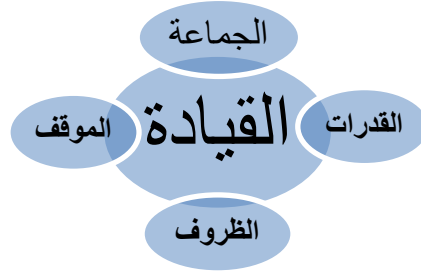 الجماعة
القدرات
القيادة
الموقف
الظروف